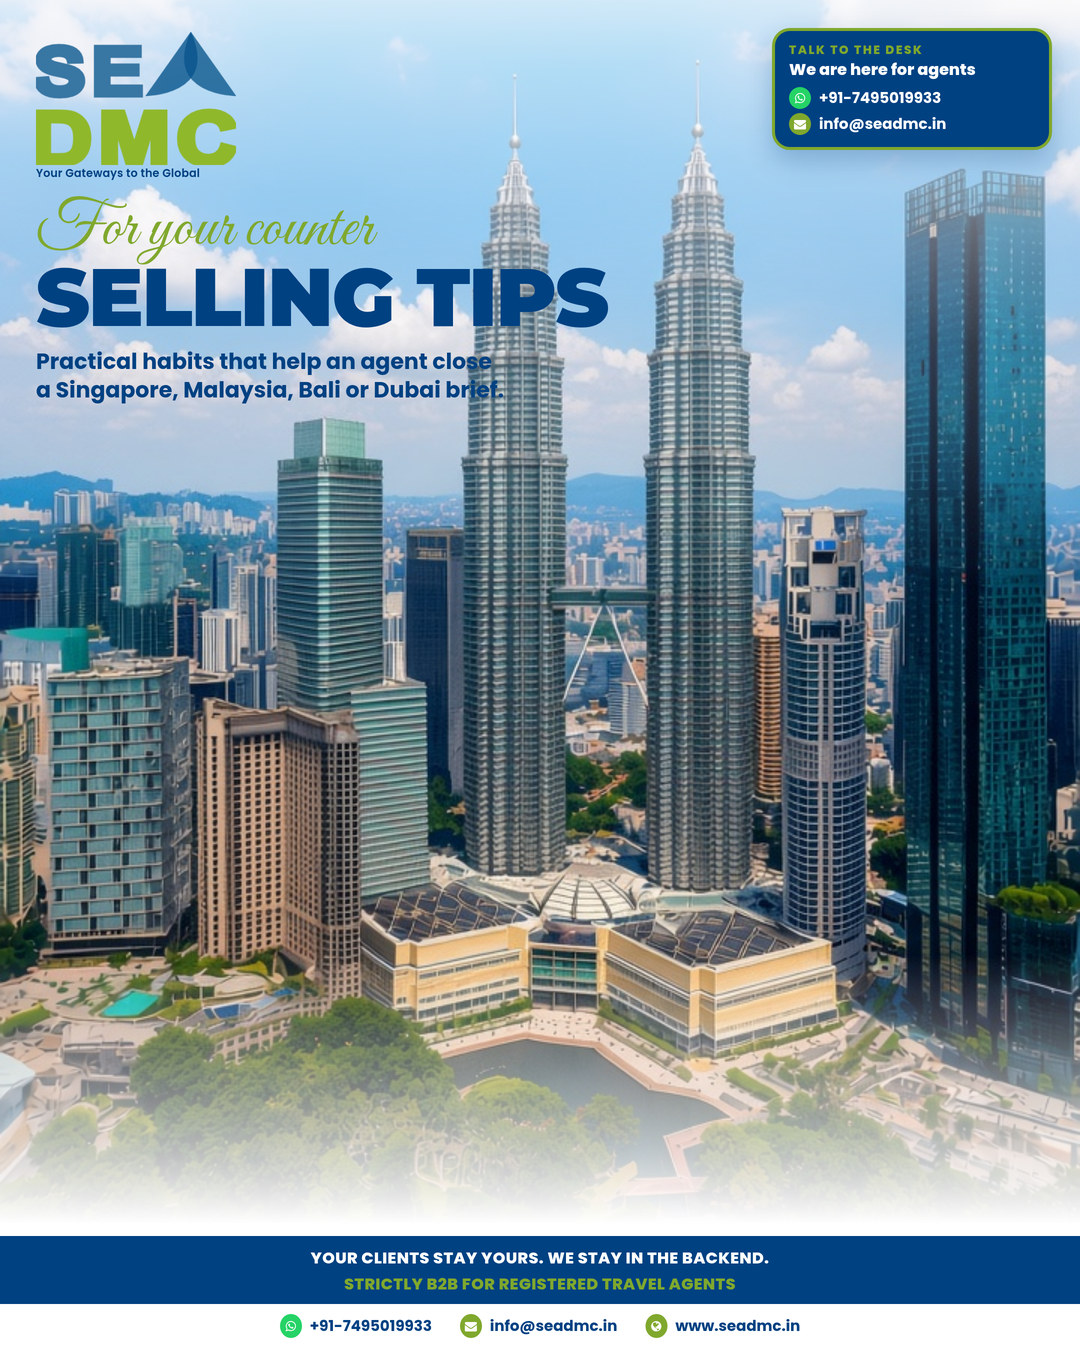 SEA
DMC
Your Gateways to the Global
TALK TO THE DESK
We are here for agents
+91-7495019933
info@seadmc.in
For your counter
SELLING TIPS
Practical habits that help an agent close
a Singapore, Malaysia, Bali or Dubai brief.
YOUR CLIENTS STAY YOURS. WE STAY IN THE BACKEND.
STRICTLY B2B FOR REGISTERED TRAVEL AGENTS
+91-7495019933 info@seadmc.in www.seadmc.in